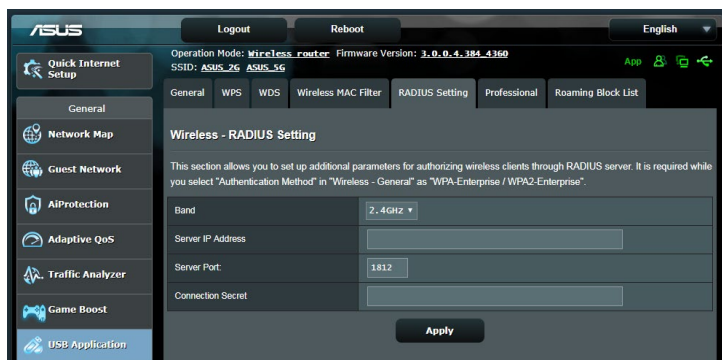 ASUS
Logout
Reboot
English
Quick Internet
Setup
Operation Mode: Wireless router Firmware Version: 3.0.0.4.384_4360
SSID: ASUS_2G ASUS_5G
App
General
WPS
WDS
Wireless MAC Filter
RADIUS Setting
Professional
Roaming Block List
General
Network Map
Guest Network
AiProtection
Adaptive QoS
Traffic Analyzer
Game Boost
USB Application
Wireless - RADIUS Setting
This section allows you to set up additional parameters for authorizing wireless clients through RADIUS server. It is required while
you select "Authentication Method" in "Wireless - General" as "WPA-Enterprise / WPA2-Enterprise".
Band
2.4GHz
Server IP Address
Server Port:
1812
Connection Secret
Apply